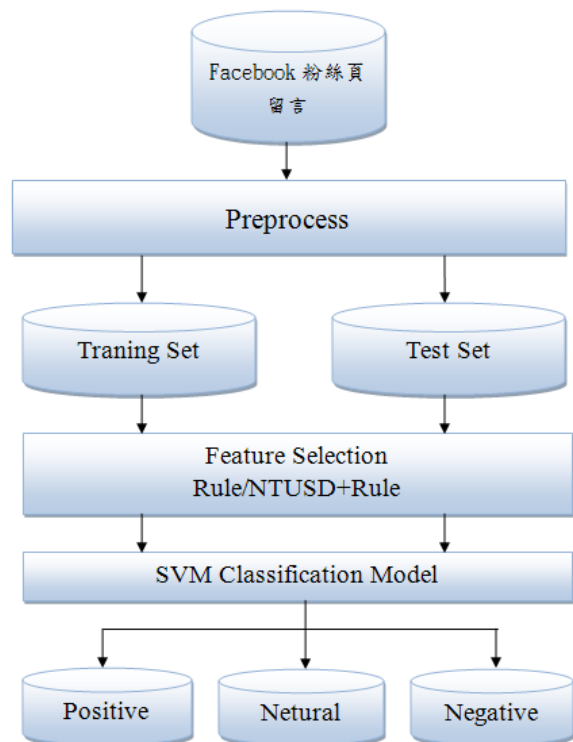 Facebook 粉絲頁
留言
Preprocess
Traning Set
Test Set
Feature Selection
Rule/NTUSD+Rule
SVM Classification Model
Positive
Netural
Negative